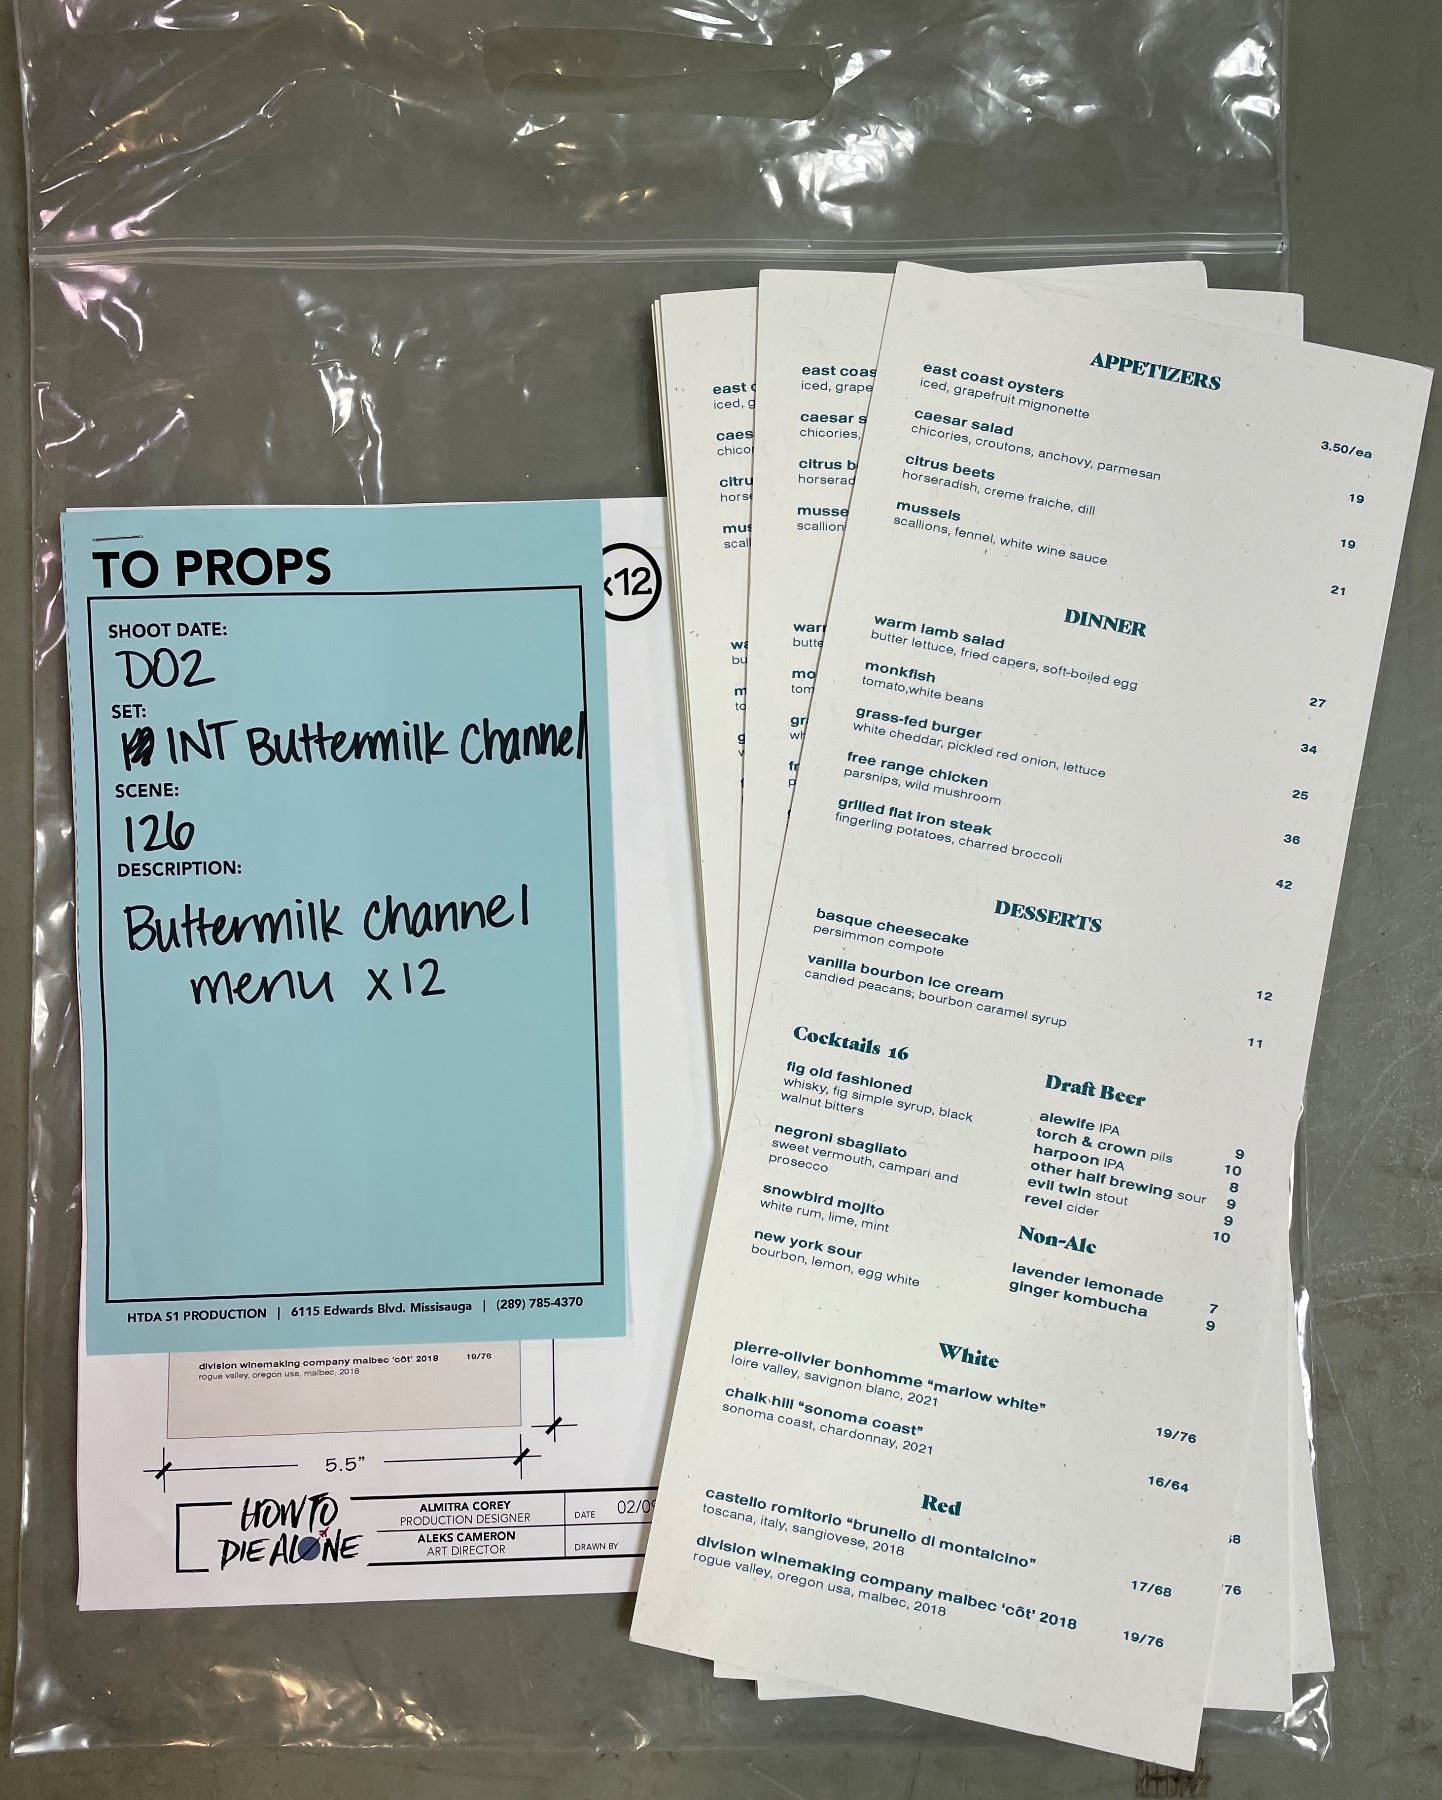 TO PROPS
SHOOT DATE:
D02
SET:
INT Buttermilk Channel
SCENE:
126
DESCRIPTION:
Buttermilk Channel
menu x12
HTDA S1 PRODUCTION | 6115 Edwards Blvd. Missisauga | (289) 785-4370
x12
division winemaking company malbec 'côt' 2018 19/76
rogue valley, oregon usa, malbec, 2018
5.5"
HOW TO
DIE ALONE
ALMITRA COREY
PRODUCTION DESIGNER
ALEKS CAMERON
ART DIRECTOR
DATE 02/09
DRAWN BY
APPETIZERS
east coast oysters
iced, grapefruit mignonette
3.50/ea
caesar salad
chicories, croutons, anchovy, parmesan
19
citrus beets
horseradish, creme fraiche, dill
19
mussels
scallions, fennel, white wine sauce
21
DINNER
warm lamb salad
butter lettuce, fried capers, soft-boiled egg
27
monkfish
tomato,white beans
34
grass-fed burger
white cheddar, pickled red onion, lettuce
25
free range chicken
parsnips, wild mushroom
36
grilled flat iron steak
fingerling potatoes, charred broccoli
42
DESSERTS
basque cheesecake
persimmon compote
12
vanilla bourbon ice cream
candied peacans, bourbon caramel syrup
11
Cocktails 16
fig old fashioned
whisky, fig simple syrup, black
walnut bitters
negroni sbagliato
sweet vermouth, campari and
prosecco
snowbird mojito
white rum, lime, mint
new york sour
bourbon, lemon, egg white
Draft Beer
alewife IPA 9
torch & crown pils 10
harpoon IPA 8
other half brewing sour 9
evil twin stout 9
revel cider 10
Non-Alc
lavender lemonade 7
ginger kombucha 9
White
pierre-olivier bonhomme "marlow white"
loire valley, savignon blanc, 2021
19/76
chalk hill "sonoma coast"
sonoma coast, chardonnay, 2021
16/64
Red
castello romitorio "brunello di montalcino"
toscana, italy, sangiovese, 2018
17/68
division winemaking company malbec 'côt' 2018
rogue valley, oregon usa, malbec, 2018
19/76